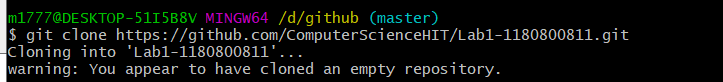 m1777@DESKTOP-51I5B8V MINGW64 /d/github (master)
$ git clone https://github.com/ComputerScienceHIT/Lab1-1180800811.git
Cloning into 'Lab1-1180800811'...
warning: You appear to have cloned an empty repository.